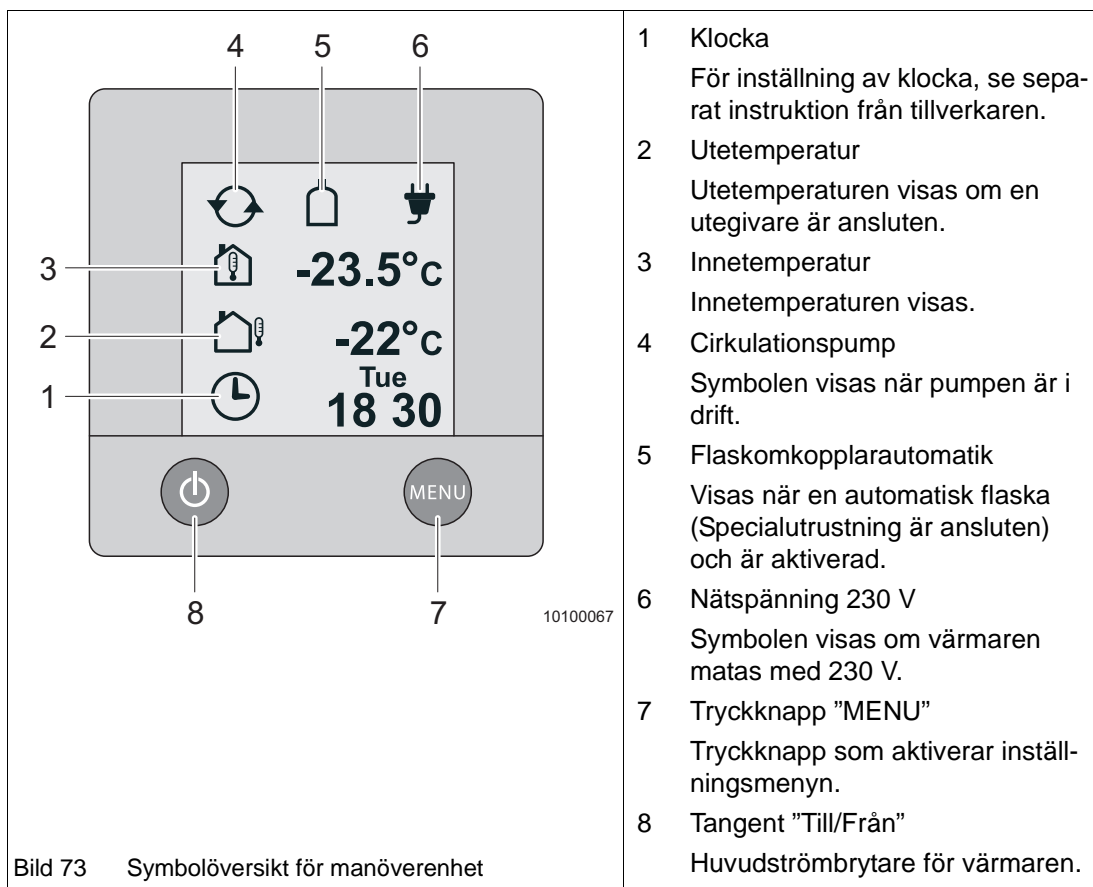 4 5 6
3 -23.5°c
2 -22°c
Tue
1 18 30
MENU
8 7
10100067
Bild 73 Symbolöversikt för manöverenhet
1 Klocka
För inställning av klocka, se sepa-
rat instruktion från tillverkaren.
2 Utetemperatur
Utetemperaturen visas om en
utegivare är ansluten.
3 Innetemperatur
Innetemperaturen visas.
4 Cirkulationspump
Symbolen visas när pumpen är i
drift.
5 Flaskomkopplarautomatik
Visas när en automatisk flaska
(Specialutrustning är ansluten)
och är aktiverad.
6 Nätspänning 230 V
Symbolen visas om värmaren
matas med 230 V.
7 Tryckknapp ”MENU”
Tryckknapp som aktiverar inställ-
ningsmenyn.
8 Tangent ”Till/Från”
Huvudströmbrytare för värmaren.